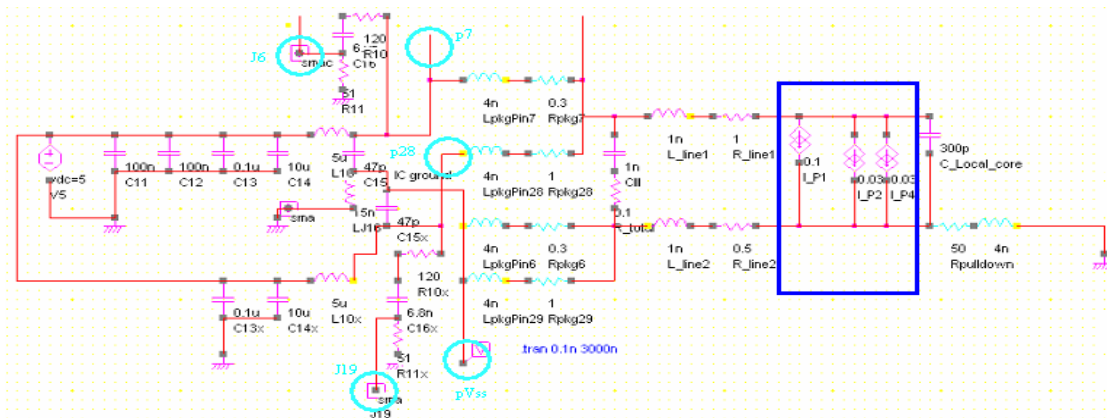 J6
p7
smac
120
R10
C16
51
R11
4n
LpkgPin7
0.3
Rpkg7
vdc=5
V5
100n
C11
100n
C12
0.1u
C13
10u
C14
5u
47p
C15
p28
IC ground
4n
LpkgPin28
1
Rpkg28
1n
CIII
0.1
1n
L_line1
1
R_line1
0.1
I_P1
0.03
I_P2
0.03
I_P4
300p
C_Local_core
sma
15n
47p
C15x
4n
LpkgPin6
0.3
Rpkg6
1n
L_line2
0.5
R_line2
50
Rpulldown
4n
0.1u
C13x
10u
C14x
5u
L10x
120
R10x
6.8n
C16x
51
R11x
4n
LpkgPin29
1
Rpkg29
.tran 0.1n 3000n
V
J19
sma
J19
pVss